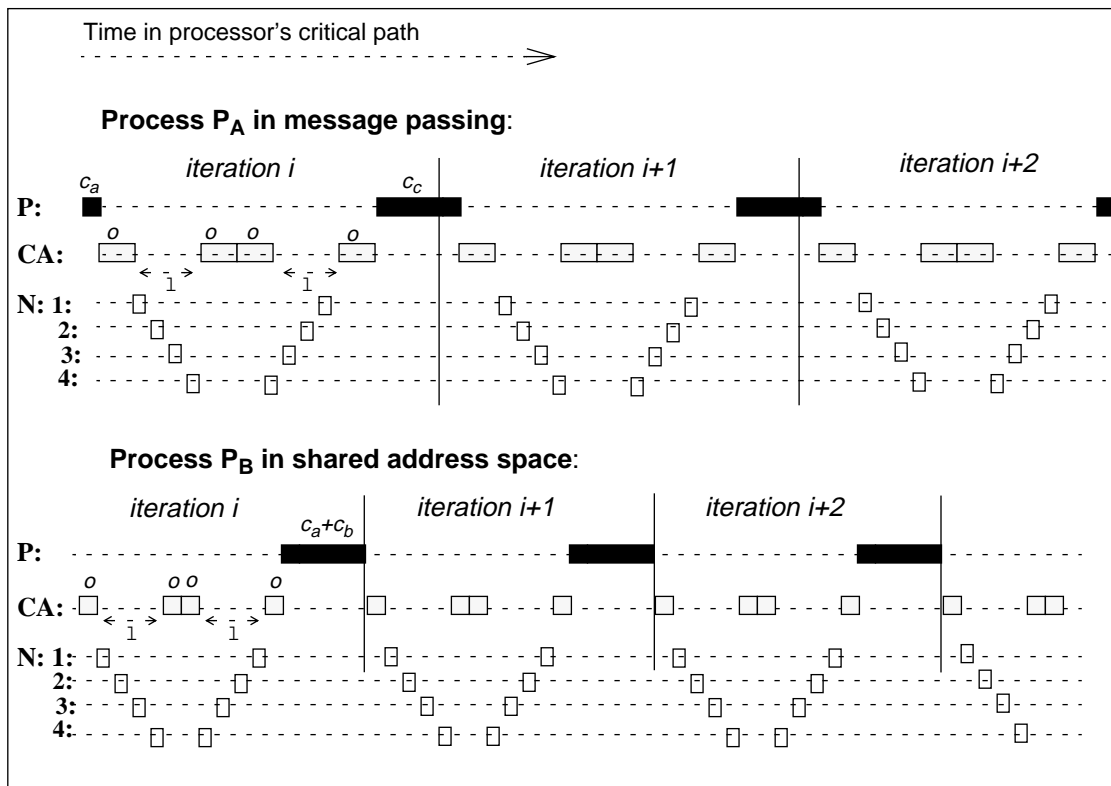 Time in processor's critical path
Process PA in message passing:
iteration i iteration i+1 iteration i+2
ca cc
P:
o o o o
CA:
l l
N: 1:
2:
3:
4:
Process PB in shared address space:
iteration i iteration i+1 iteration i+2
ca+cb
P:
o o o o
CA:
l l
N: 1:
2:
3:
4: